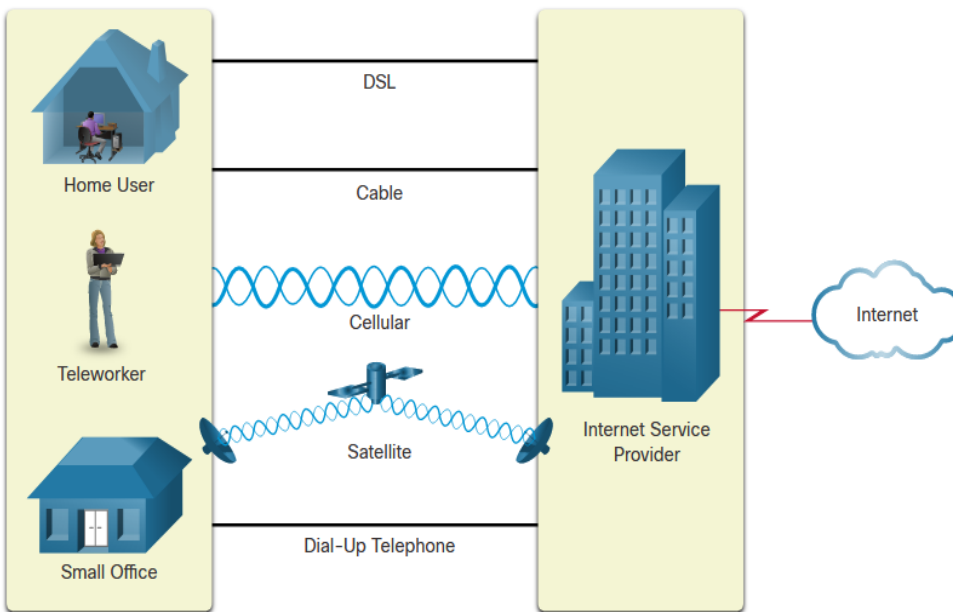 Home User
Teleworker
Small Office
DSL
Cable
Cellular
Satellite
Dial-Up Telephone
Internet Service
Provider
Internet